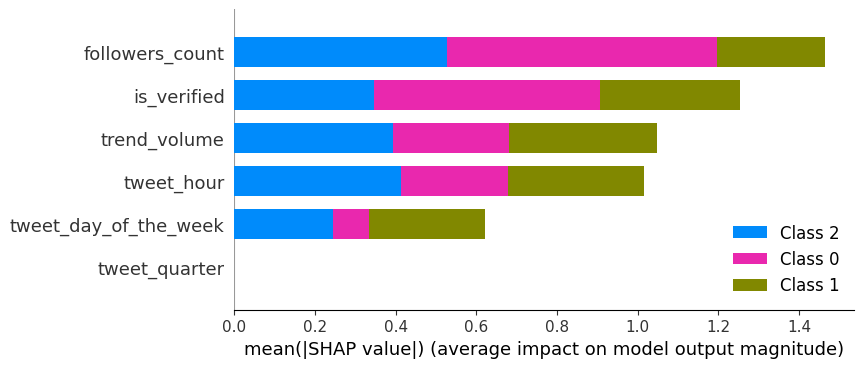 followers_count
is_verified
trend_volume
tweet_hour
tweet_day_of_the_week
tweet_quarter
Class 2
Class 0
Class 1
0.0 0.2 0.4 0.6 0.8 1.0 1.2 1.4
mean(|SHAP value|) (average impact on model output magnitude)